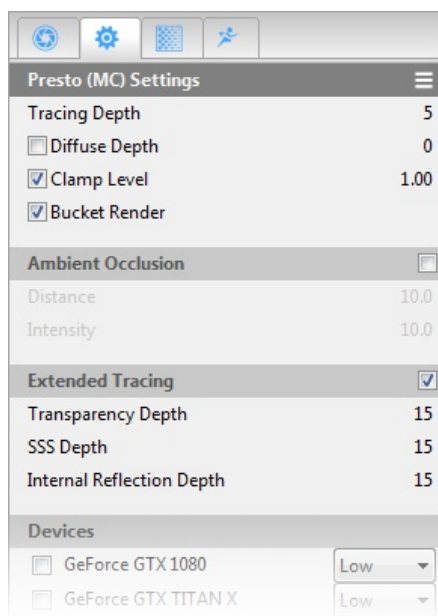 Presto (MC) Settings
Tracing Depth 5
Diffuse Depth 0
Clamp Level 1.00
Bucket Render
Ambient Occlusion
Distance 10.0
Intensity 10.0
Extended Tracing
Transparency Depth 15
SSS Depth 15
Internal Reflection Depth 15
Devices
GeForce GTX 1080 Low
GeForce GTX TITAN X Low